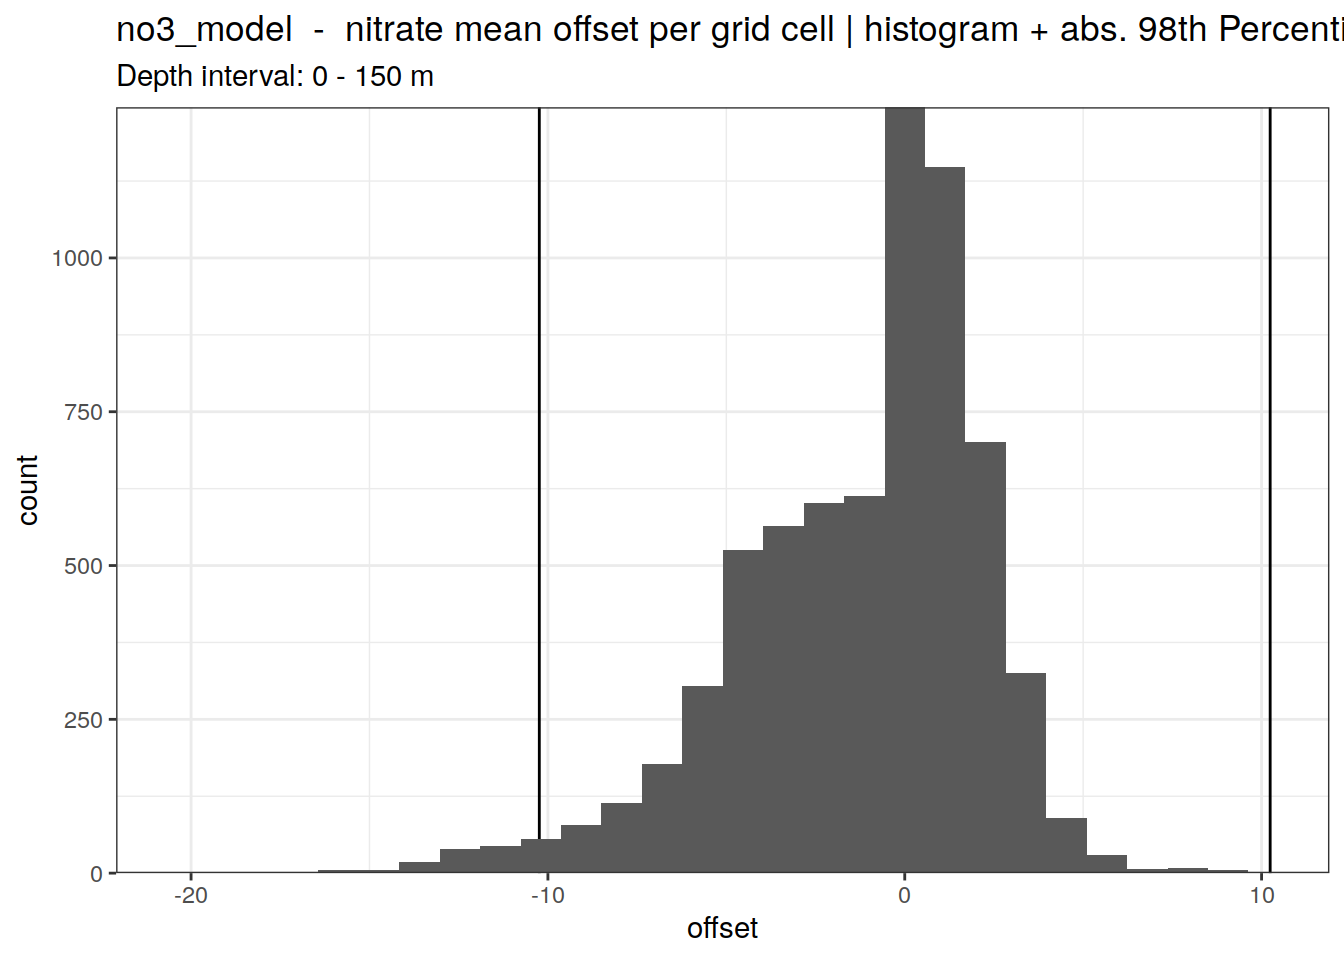 no3_model - nitrate mean offset per grid cell | histogram + abs. 98th Percenti
Depth interval: 0 - 150 m
1000
750
500
250
0
count
-20 -10 0 10
offset